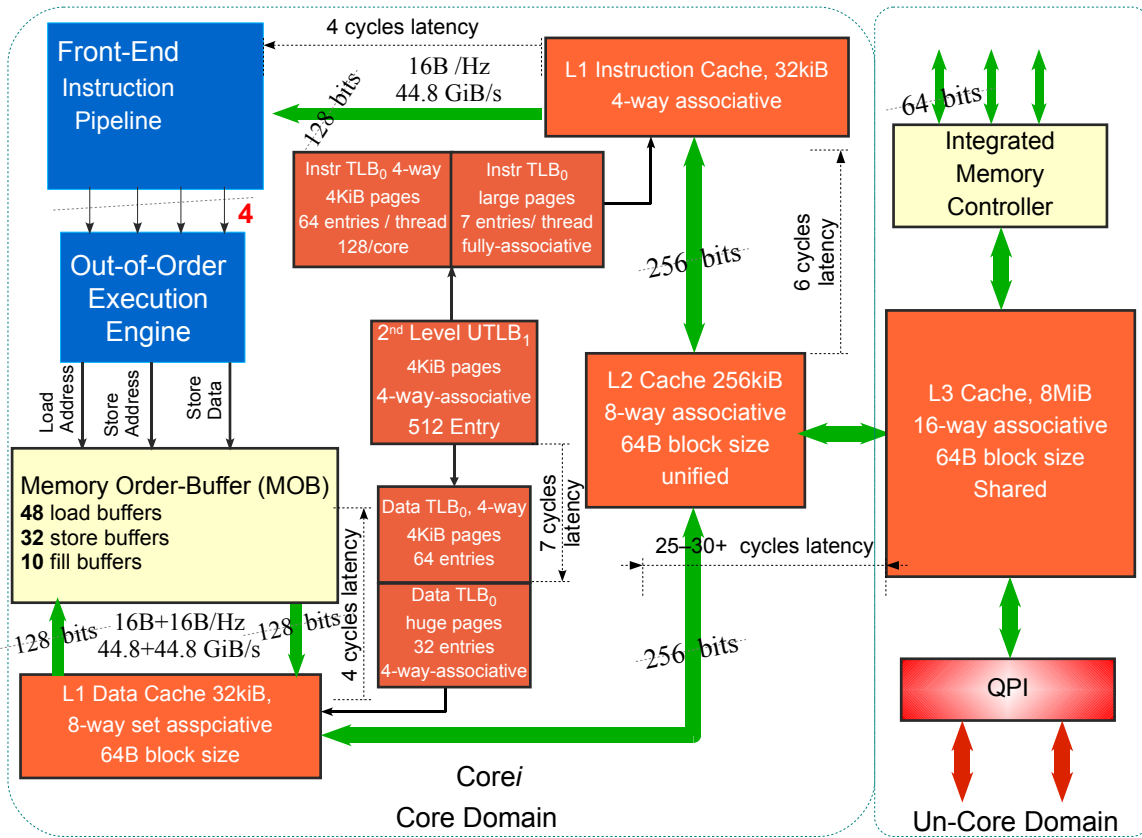 Front-End
Instruction
Pipeline
4 cycles latency
16B /Hz
44.8 GiB/s
128 bits
L1 Instruction Cache, 32kiB
4-way associative
64 bits
Integrated
Memory
Controller
Instr TLB0 4-way
4KiB pages
64 entries / thread
128/core
Instr TLB0
large pages
7 entries/ thread
fully-associative
4
Out-of-Order
Execution
Engine
256 bits
6 cycles
latency
2nd Level UTLB1
4KiB pages
4-way-associative
512 Entry
L2 Cache 256kiB
8-way associative
64B block size
unified
L3 Cache, 8MiB
16-way associative
64B block size
Shared
Load
Address
Store
Address
Store
Data
Memory Order-Buffer (MOB)
48 load buffers
32 store buffers
10 fill buffers
4 cycles latency
Data TLB0, 4-way
4KiB pages
64 entries
7 cycles
latency
25–30+ cycles latency
Data TLB0
huge pages
32 entries
4-way-associative
128 bits
16B+16B/Hz
44.8+44.8 GiB/s
128 bits
256 bits
L1 Data Cache 32kiB,
8-way set asspciative
64B block size
QPI
Corei
Core Domain
Un-Core Domain